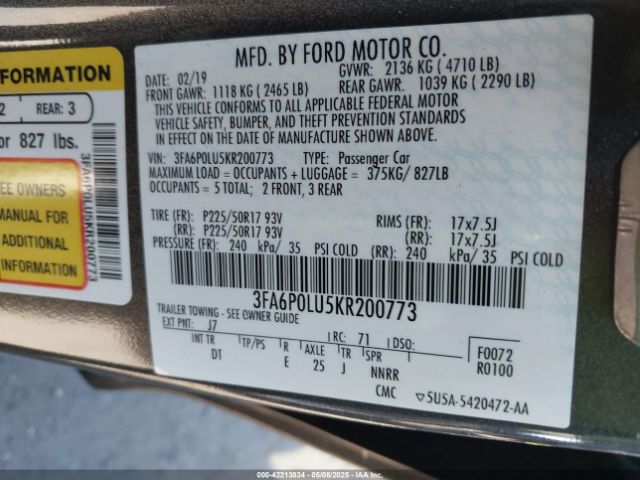 FORMATION
2 REAR: 3
or 827 lbs.
SEE OWNERS
MANUAL FOR
ADDITIONAL
INFORMATION
3FA6P0LU5KR200773
MFD. BY FORD MOTOR CO.
DATE: 02/19 GVWR: 2136 KG ( 4710 LB)
FRONT GAWR: 1118 KG ( 2465 LB) REAR GAWR: 1039 KG ( 2290 LB)
THIS VEHICLE CONFORMS TO ALL APPLICABLE FEDERAL MOTOR
VEHICLE SAFETY, BUMPER, AND THEFT PREVENTION STANDARDS
IN EFFECT ON THE DATE OF MANUFACTURE SHOWN ABOVE.
VIN: 3FA6P0LU5KR200773 TYPE: Passenger Car
MAXIMUM LOAD = OCCUPANTS + LUGGAGE = 375KG/ 827LB
OCCUPANTS = 5 TOTAL; 2 FRONT, 3 REAR
TIRE (FR): P225/50R17 93V RIMS (FR): 17x7.5J
(RR): P225/50R17 93V (RR): 17x7.5J
PRESSURE (FR): 240 kPa/ 35 PSI COLD (RR): 240 kPa/ 35 PSI COLD
3FA6P0LU5KR200773
TRAILER TOWING - SEE OWNER GUIDE
EXT PNT: J7 RC: 71 DSO: F0072
INT TR TP/PS R AXLE TR SPR R0100
DT E 25 J NNRR
CMC 5USA-5420472-AA
000-42213834 - 05/08/2025 - IAAI.COM